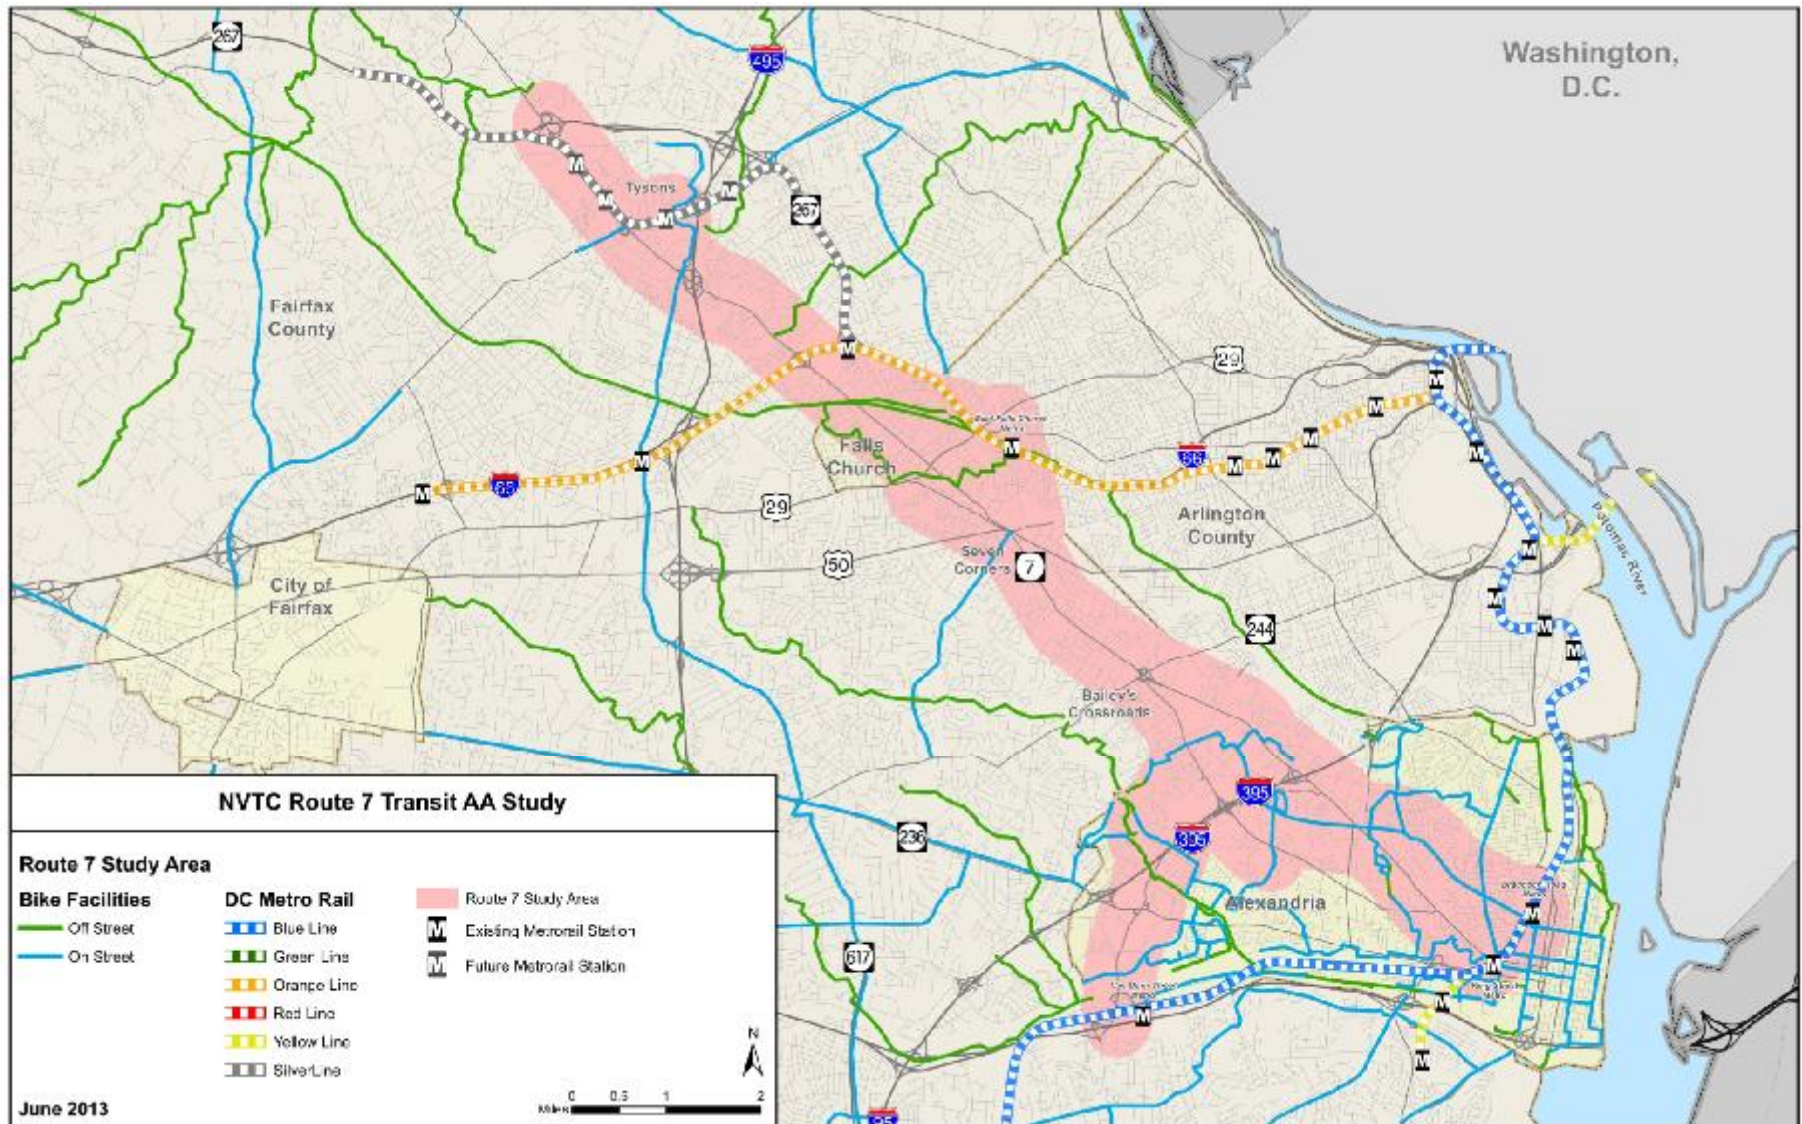 Washington,
D.C.
267
495
Tysons
267
Fairfax
County
29
Falls
Church
66
Arlington
County
29
50
Seven
Corners
7
Potomac River
City of
Fairfax
244
Bailey's
Crossroads
395
395
236
Alexandria
617
95
NVTC Route 7 Transit AA Study
Route 7 Study Area
Bike Facilities
Off Street
On Street
DC Metro Rail
Blue Line
Green Line
Orange Line
Red Line
Yellow Line
SilverLine
Route 7 Study Area
M
Existing Metrorail Station
M
Future Metrorail Station
N
0 0.5 1 2
Miles
June 2013